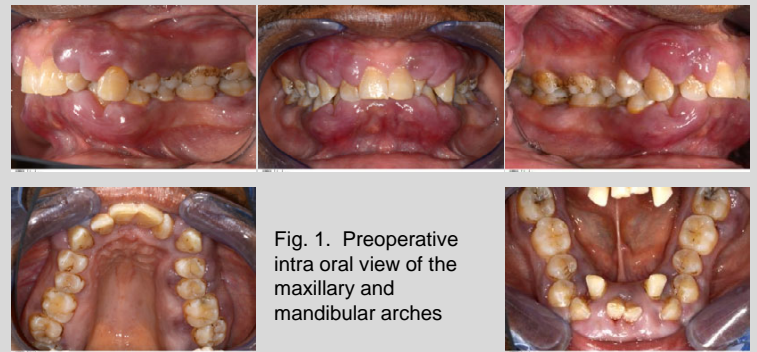 Fig. 1. Preoperative
intra oral view of the
maxillary and
mandibular arches